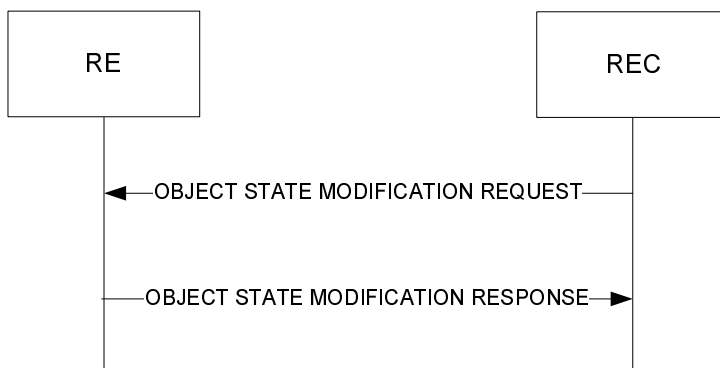 RE
REC
OBJECT STATE MODIFICATION REQUEST
OBJECT STATE MODIFICATION RESPONSE